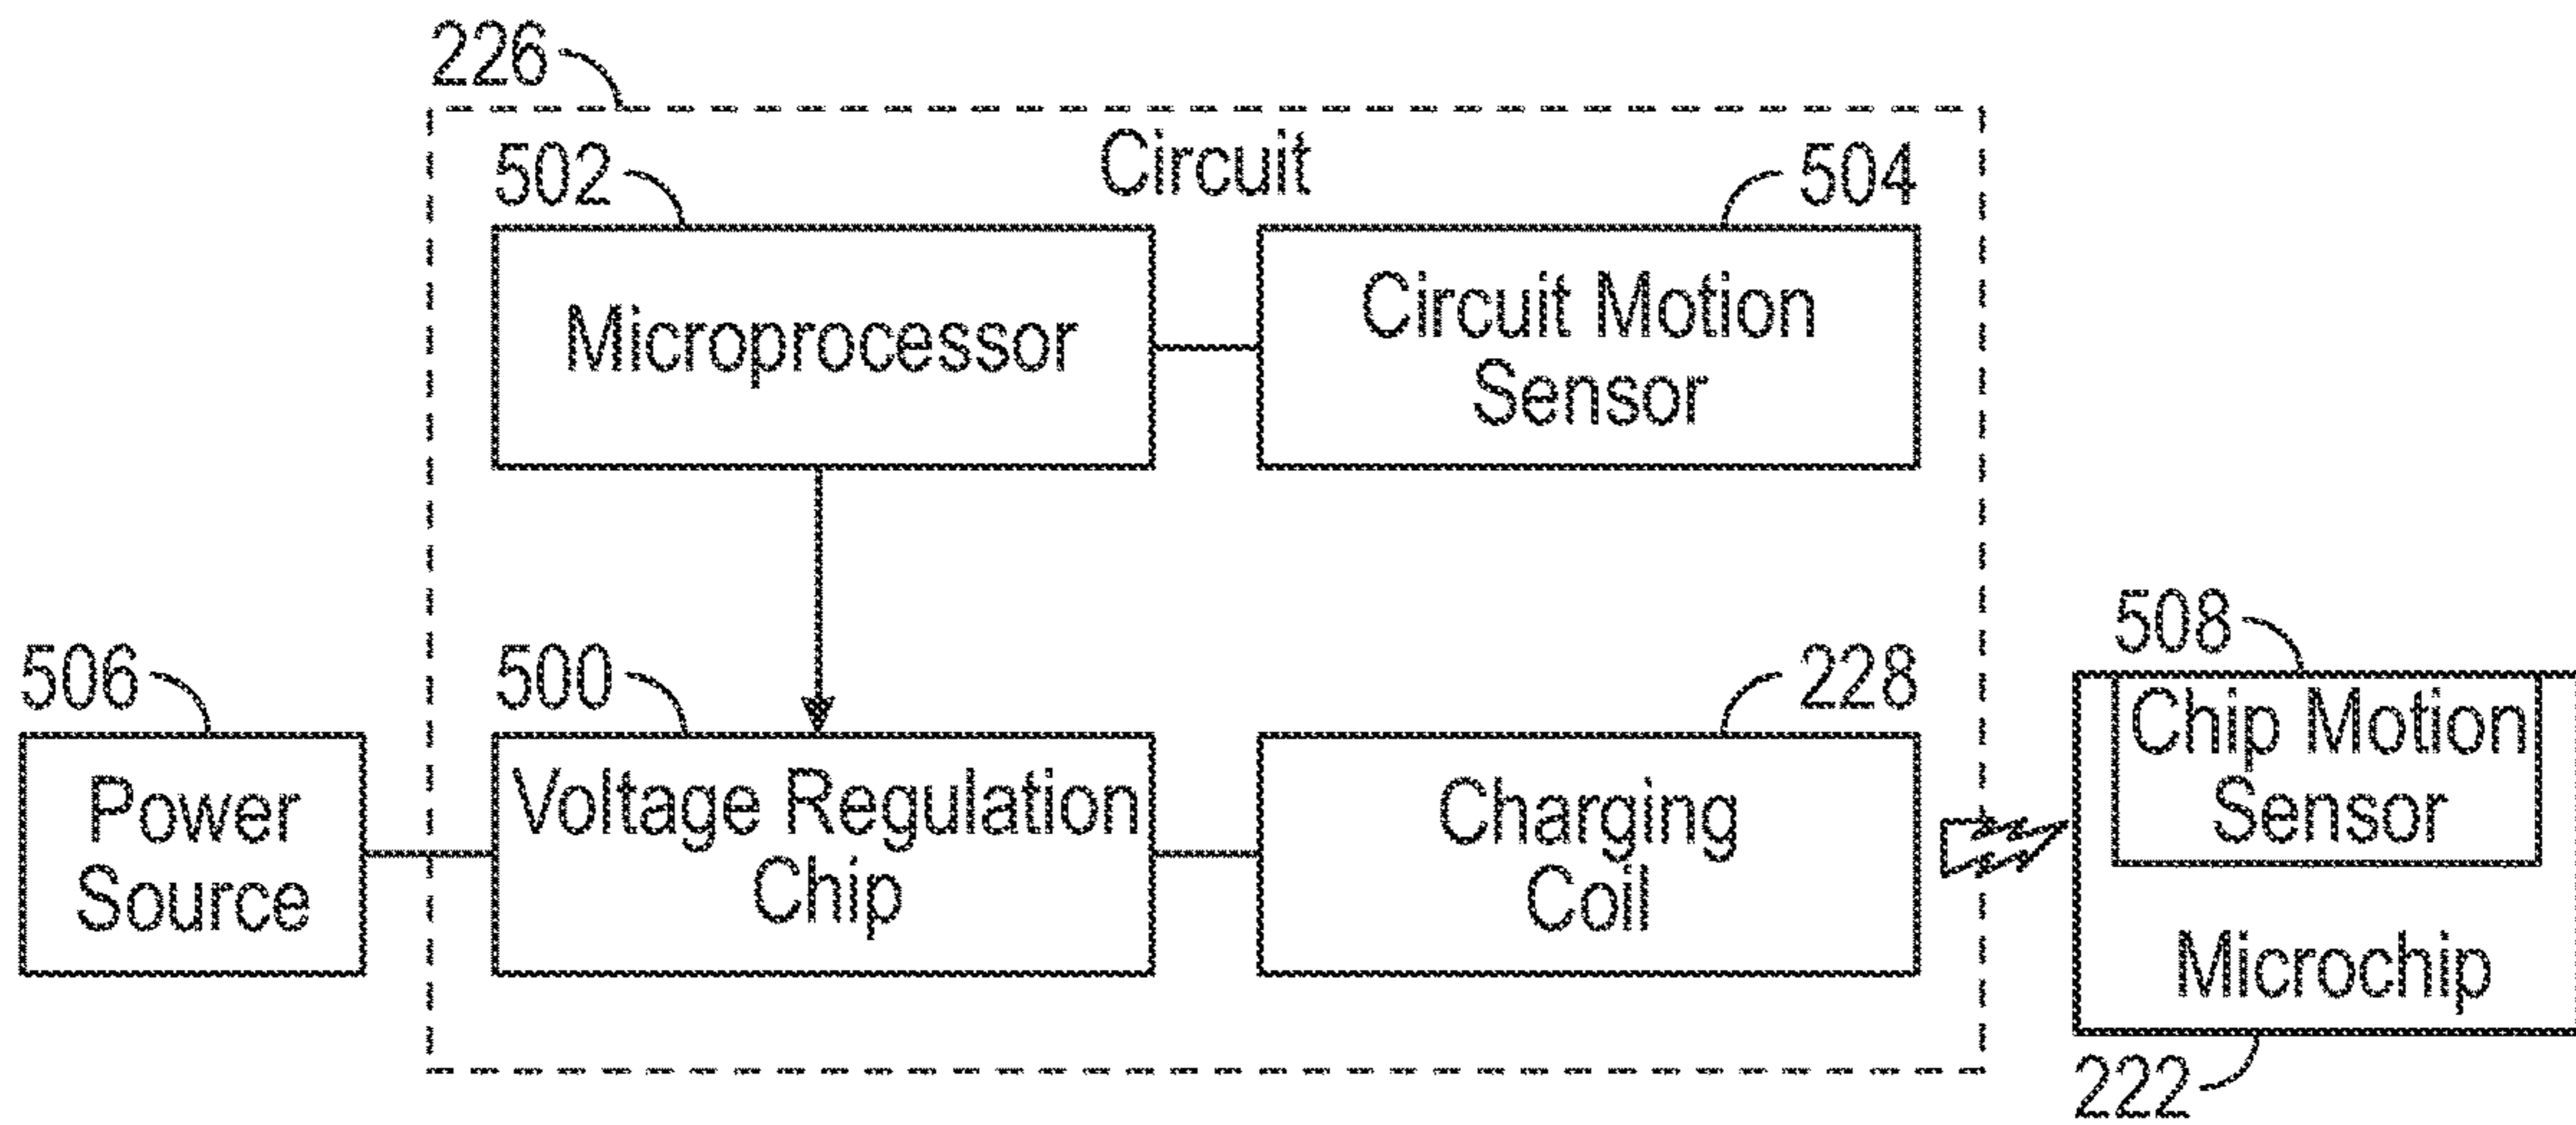 226
Circuit
502
504
Microprocessor
Circuit Motion
Sensor
506
500
228
508
Power
Source
Voltage Regulation
Chip
Charging
Coil
Chip Motion
Sensor
Microchip
222